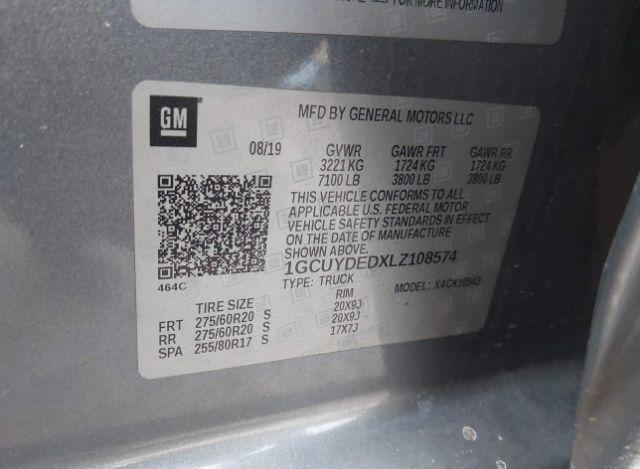 FOR MORE INFORMATION
GM
MFD BY GENERAL MOTORS LLC
08/19 GVWR GAWR FRT GAWR RR
3221 KG 1724 KG 1724 KG
7100 LB 3800 LB 3800 LB
THIS VEHICLE CONFORMS TO ALL
APPLICABLE U.S. FEDERAL MOTOR
VEHICLE SAFETY STANDARDS IN EFFECT
ON THE DATE OF MANUFACTURE
SHOWN ABOVE.
1GCUYDEDXLZ108574
464C TYPE: TRUCK MODEL: X4CK10543
TIRE SIZE RIM
FRT 275/60R20 S 20X9J
RR 275/60R20 S 20X9J
SPA 255/80R17 S 17X7J